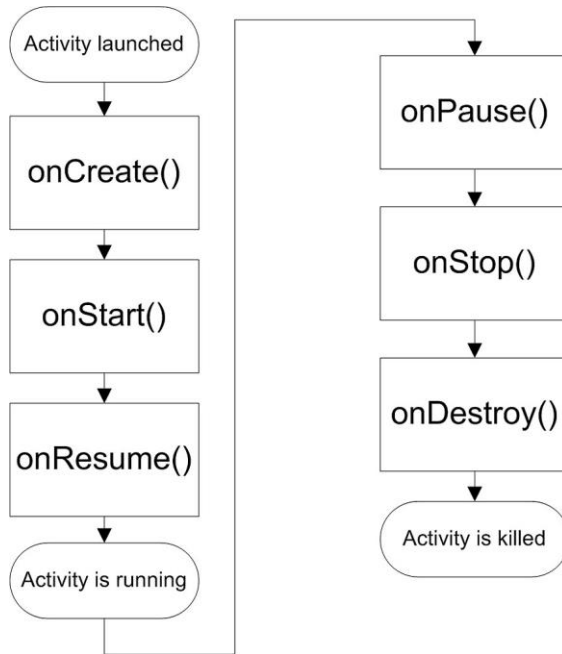 Activity launched
onCreate()
onStart()
onResume()
Activity is running
onPause()
onStop()
onDestroy()
Activity is killed